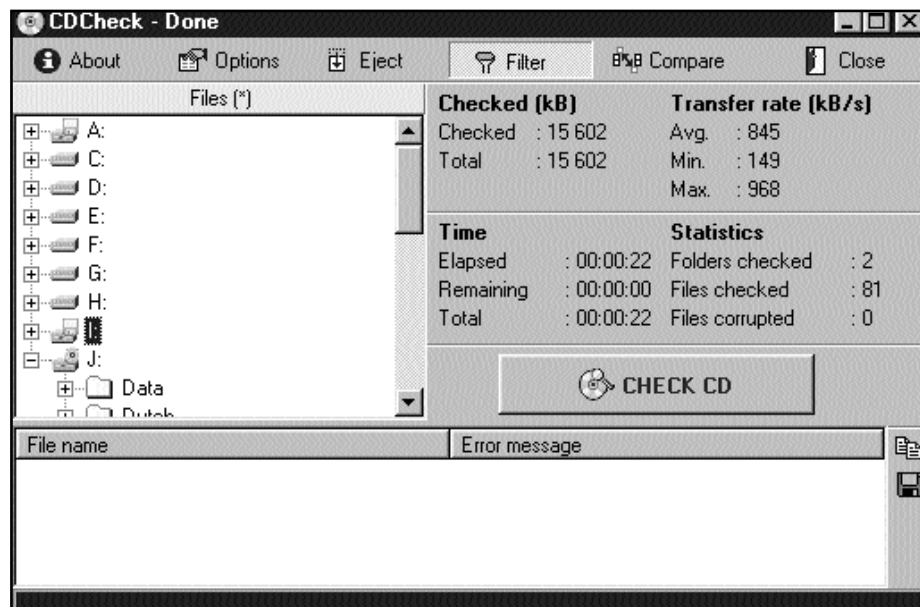 CDCheck - Done
About Options Eject Filter Compare Close
Files (*)
A:
C:
D:
E:
F:
G:
H:
I:
J:
Data
Dutch
Checked (kB)
Checked : 15 602
Total : 15 602
Transfer rate (kB/s)
Avg. : 845
Min. : 149
Max. : 968
Time
Elapsed : 00:00:22
Remaining : 00:00:00
Total : 00:00:22
Statistics
Folders checked : 2
Files checked : 81
Files corrupted : 0
CHECK CD
File name Error message